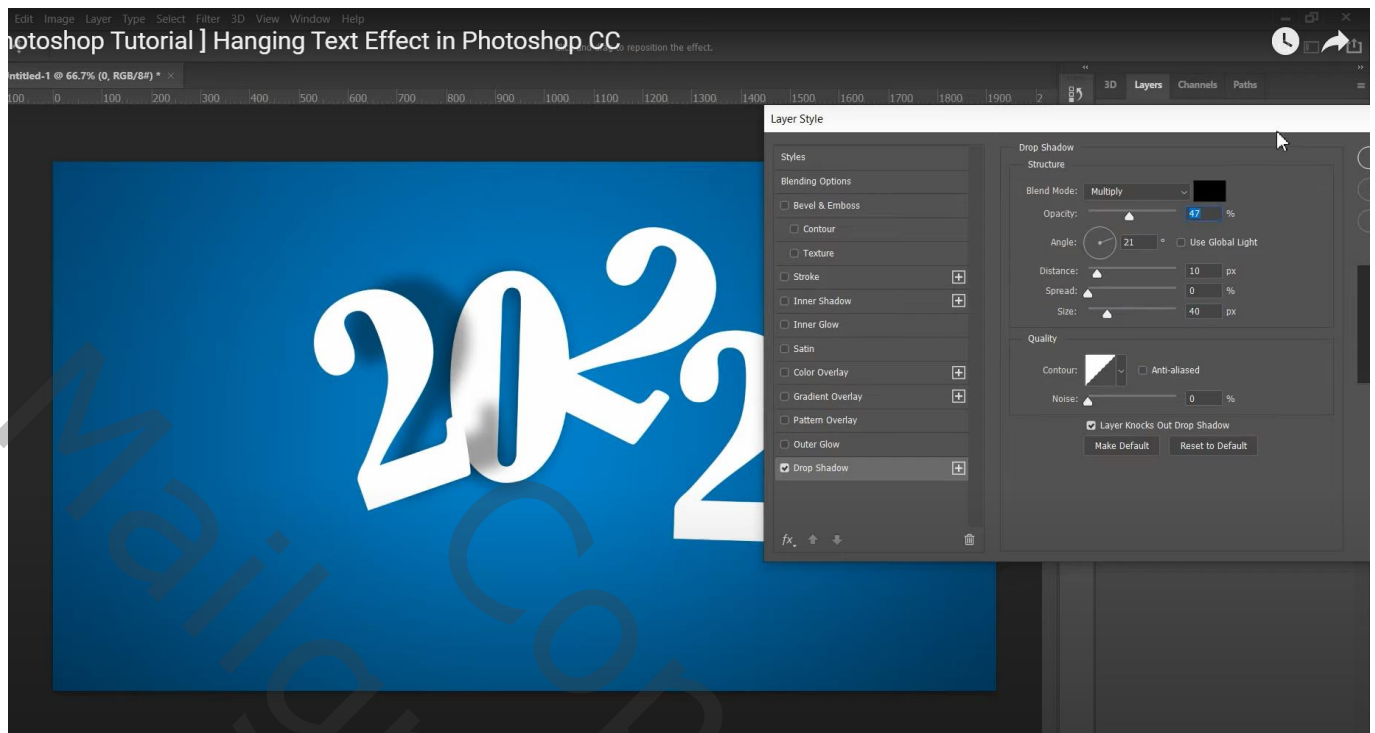 Edit Image Layer Type Select Filter 3D View Window Help
otoshop Tutorial ] Hanging Text Effect in Photoshop CC
to reposition the effect.
ntitled-1 @ 66.7% (0, RGB/8#) * ×
100 0 100 200 300 400 500 600 700 800 900 1000 1100 1200 1300 1400 1500 1600 1700 1800 1900 2
3D Layers Channels Paths
Layer Style
Styles
Blending Options
Bevel & Emboss
Contour
Texture
Stroke
Inner Shadow
Inner Glow
Satin
Color Overlay
Gradient Overlay
Pattern Overlay
Outer Glow
Drop Shadow
fx
Drop Shadow
Structure
Blend Mode: Multiply
Opacity: 47 %
Angle: 21 ° Use Global Light
Distance: 10 px
Spread: 0 %
Size: 40 px
Quality
Contour: Anti-aliased
Noise: 0 %
Layer Knocks Out Drop Shadow
Make Default Reset to Default
2022